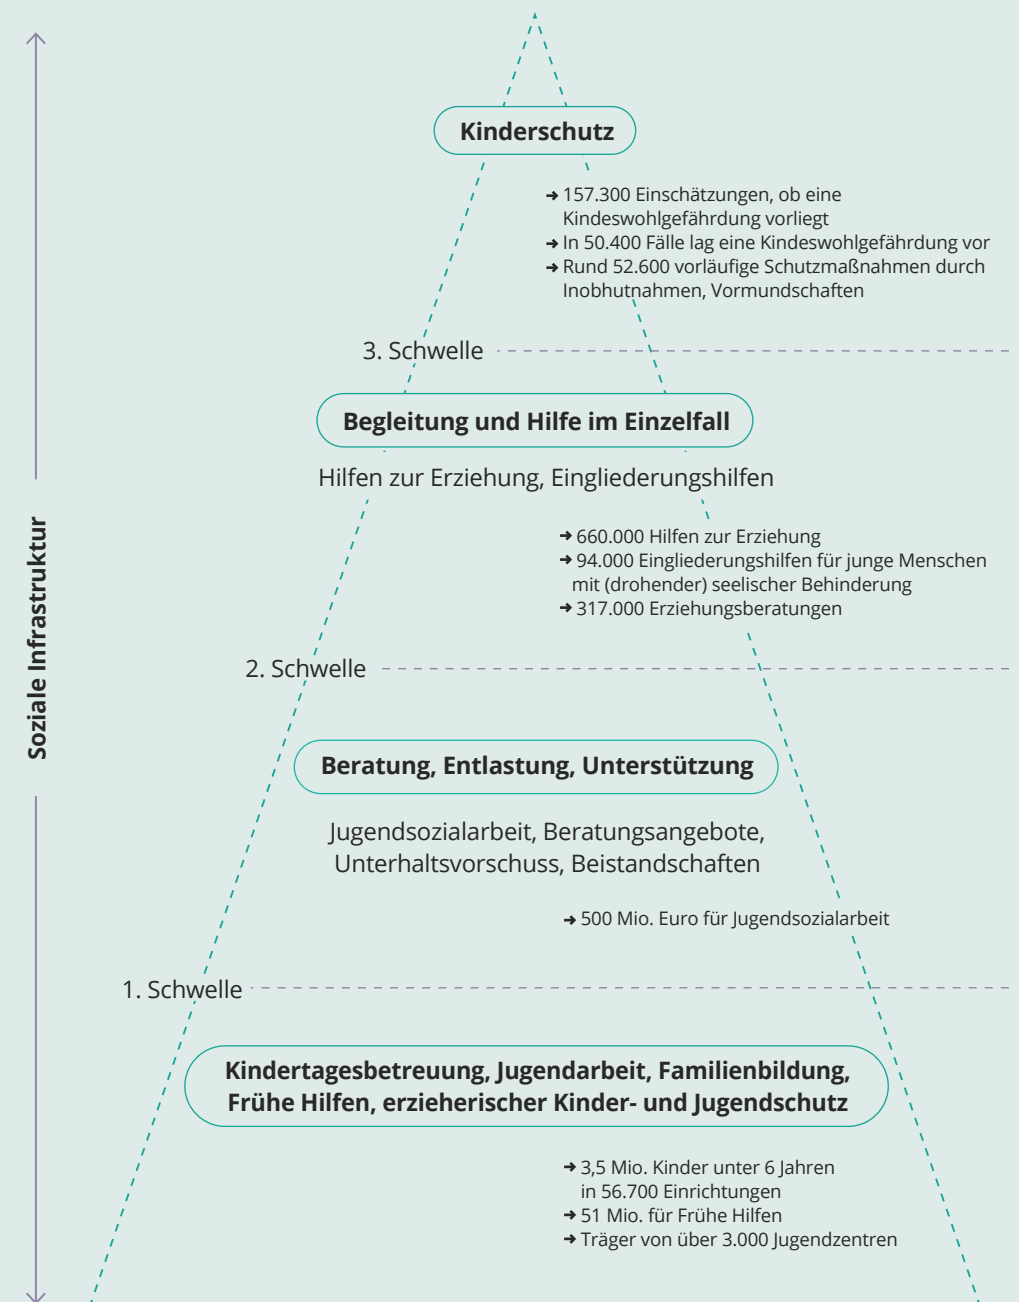 Kinderschutz
➔ 157.300 Einschätzungen, ob eine
Kindeswohlgefährdung vorliegt
➔ In 50.400 Fälle lag eine Kindeswohlgefährdung vor
➔ Rund 52.600 vorläufige Schutzmaßnahmen durch
Inobhutnahmen, Vormundschaften
3. Schwelle
Begleitung und Hilfe im Einzelfall
Hilfen zur Erziehung, Eingliederungshilfen
➔ 660.000 Hilfen zur Erziehung
➔ 94.000 Eingliederungshilfen für junge Menschen
mit (drohender) seelischer Behinderung
➔ 317.000 Erziehungsberatungen
Soziale Infrastruktur
2. Schwelle
Beratung, Entlastung, Unterstützung
Jugendsozialarbeit, Beratungsangebote,
Unterhaltsvorschuss, Beistandschaften
➔ 500 Mio. Euro für Jugendsozialarbeit
1. Schwelle
Kindertagesbetreuung, Jugendarbeit, Familienbildung,
Frühe Hilfen, erzieherischer Kinder- und Jugendschutz
➔ 3,5 Mio. Kinder unter 6 Jahren
in 56.700 Einrichtungen
➔ 51 Mio. für Frühe Hilfen
➔ Träger von über 3.000 Jugendzentren